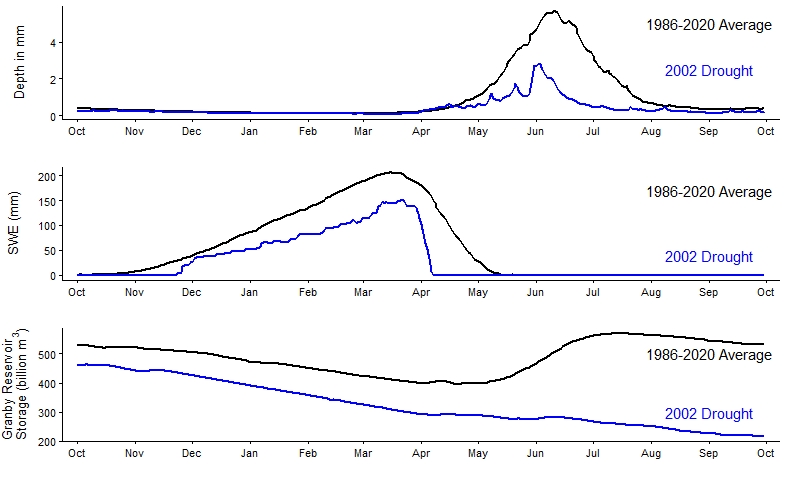 Depth in mm
4
2
0
1986-2020 Average
2002 Drought
Oct Nov Dec Jan Feb Mar Apr May Jun Jul Aug Sep Oct
SWE (mm)
200
150
100
50
0
1986-2020 Average
2002 Drought
Oct Nov Dec Jan Feb Mar Apr May Jun Jul Aug Sep Oct
Granby Reservoir
Storage (billion m³)
500
400
300
200
1986-2020 Average
2002 Drought
Oct Nov Dec Jan Feb Mar Apr May Jun Jul Aug Sep Oct